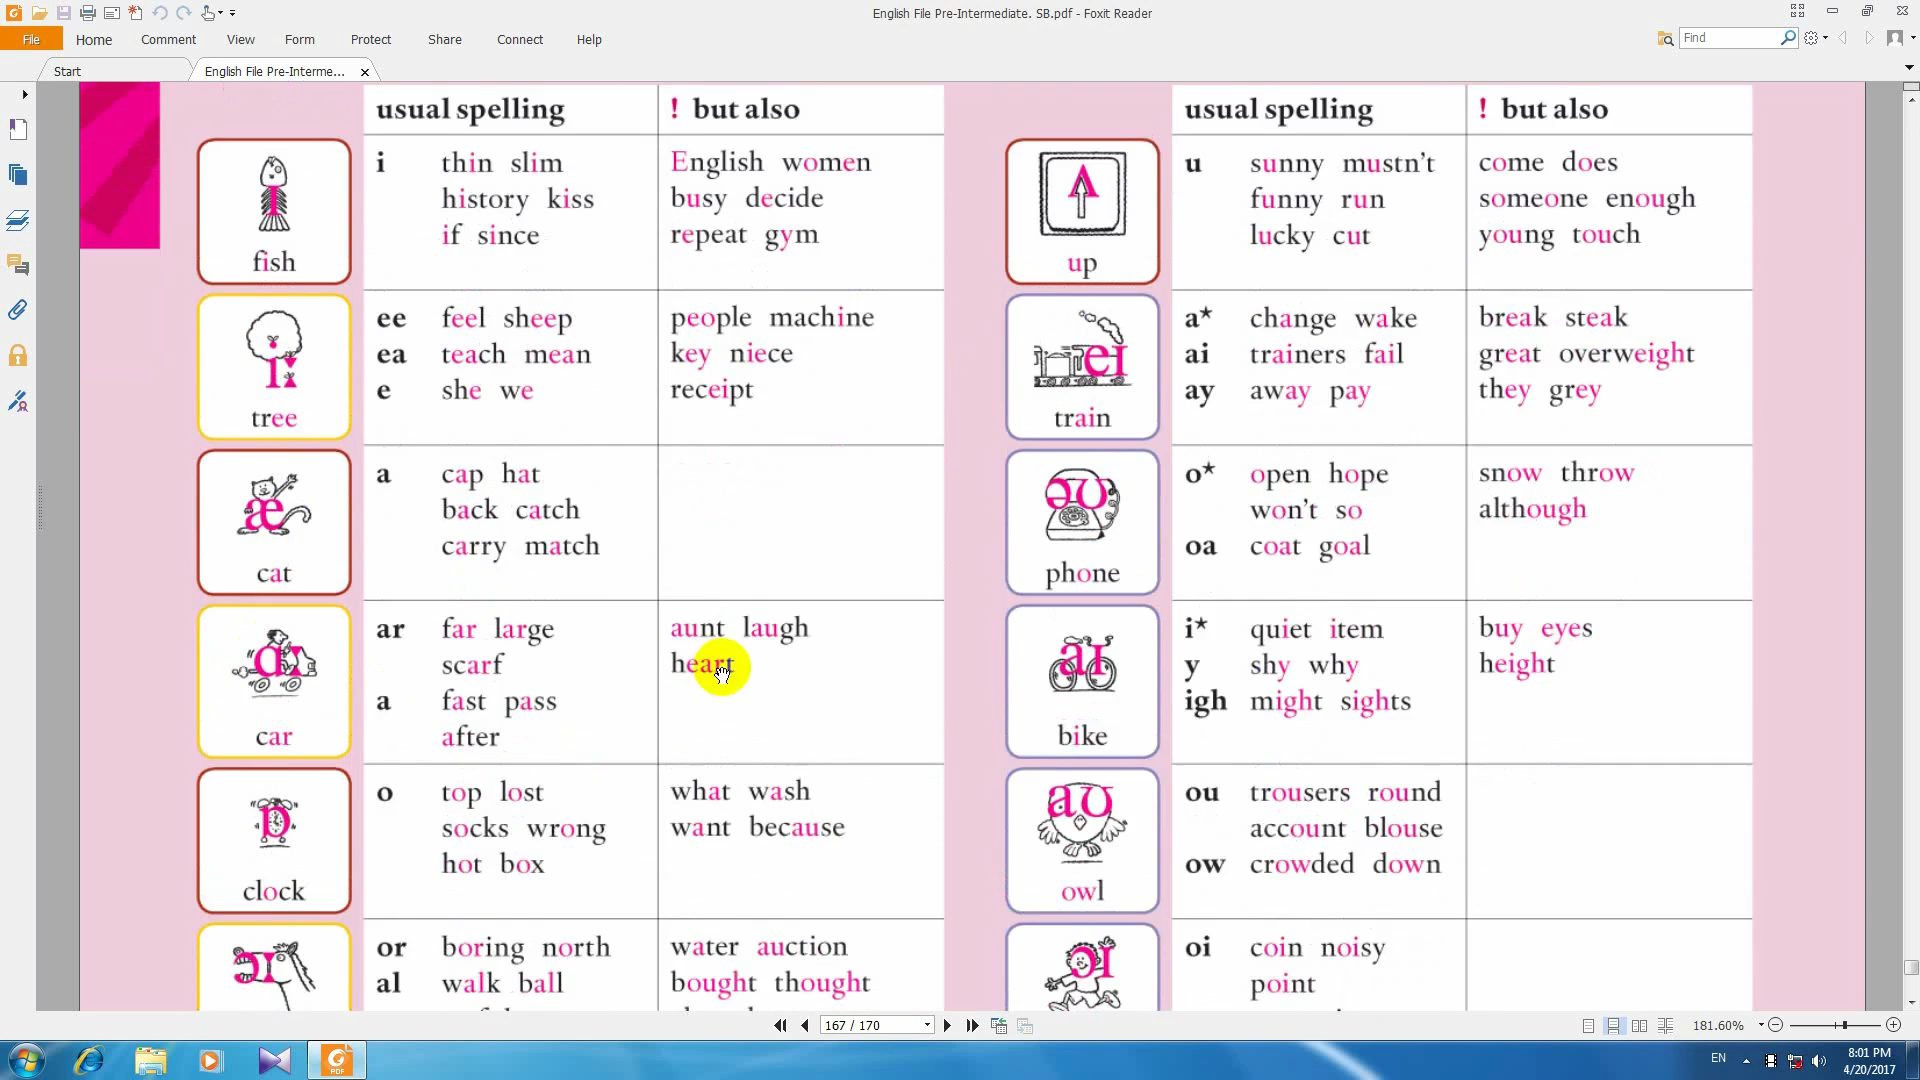 English File Pre-Intermediate. SB.pdf - Foxit Reader
File Home Comment View Form Protect Share Connect Help
Find
Start
English File Pre-Interme...
usual spelling ! but also
i
thin slim
history kiss
if since
English women
busy decide
repeat gym
ɪ
fish
ee feel sheep
ea teach mean
e she we
people machine
key niece
receipt
iː
tree
a cap hat
back catch
carry match
æ
cat
ar far large
scarf
a fast pass
after
aunt laugh
heart
ɑː
car
o top lost
socks wrong
hot box
what wash
want because
ɒ
clock
or boring north
al walk ball
water auction
bought thought
ɔː
usual spelling ! but also
u sunny mustn't
funny run
lucky cut
come does
someone enough
young touch
ʌ
up
a* change wake
ai trainers fail
ay away pay
break steak
great overweight
they grey
eɪ
train
o* open hope
won't so
oa coat goal
snow throw
although
əʊ
phone
i* quiet item
y shy why
igh might sights
buy eyes
height
aɪ
bike
ou trousers round
account blouse
ow crowded down
aʊ
owl
oi coin noisy
point
ɔɪ
167 / 170
181.60%
PDF
EN
8:01 PM
4/20/2017